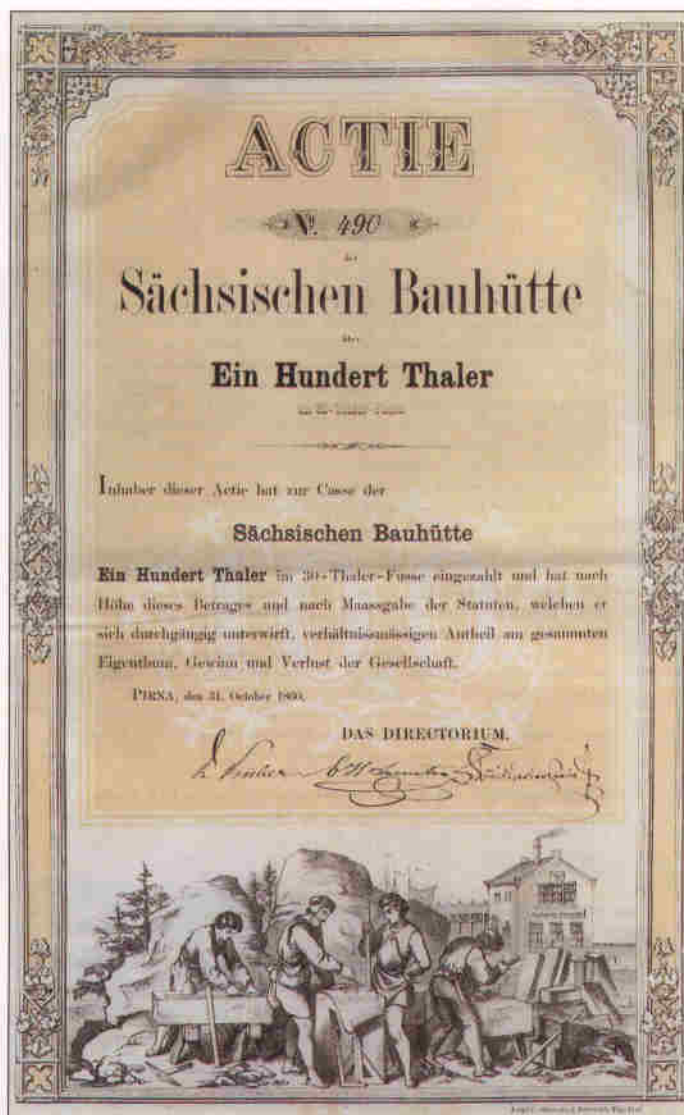 ACTIE
No. 490
der
Sächsischen Bauhütte
über
Ein Hundert Thaler
Inhaber dieser Actie hat zur Casse der
Sächsischen Bauhütte
Ein Hundert Thaler im 30-Thaler-Fusse eingezahlt und hat nach
Höhe dieses Betrages und nach Maassgabe der Statuten, welchen er
sich durchgängig unterwirft, verhältnissmässigen Antheil am gesammten
Eigenthum, Gewinn und Verlust der Gesellschaft.
PIRNA, den 31. October 1860.
DAS DIRECTORIUM.